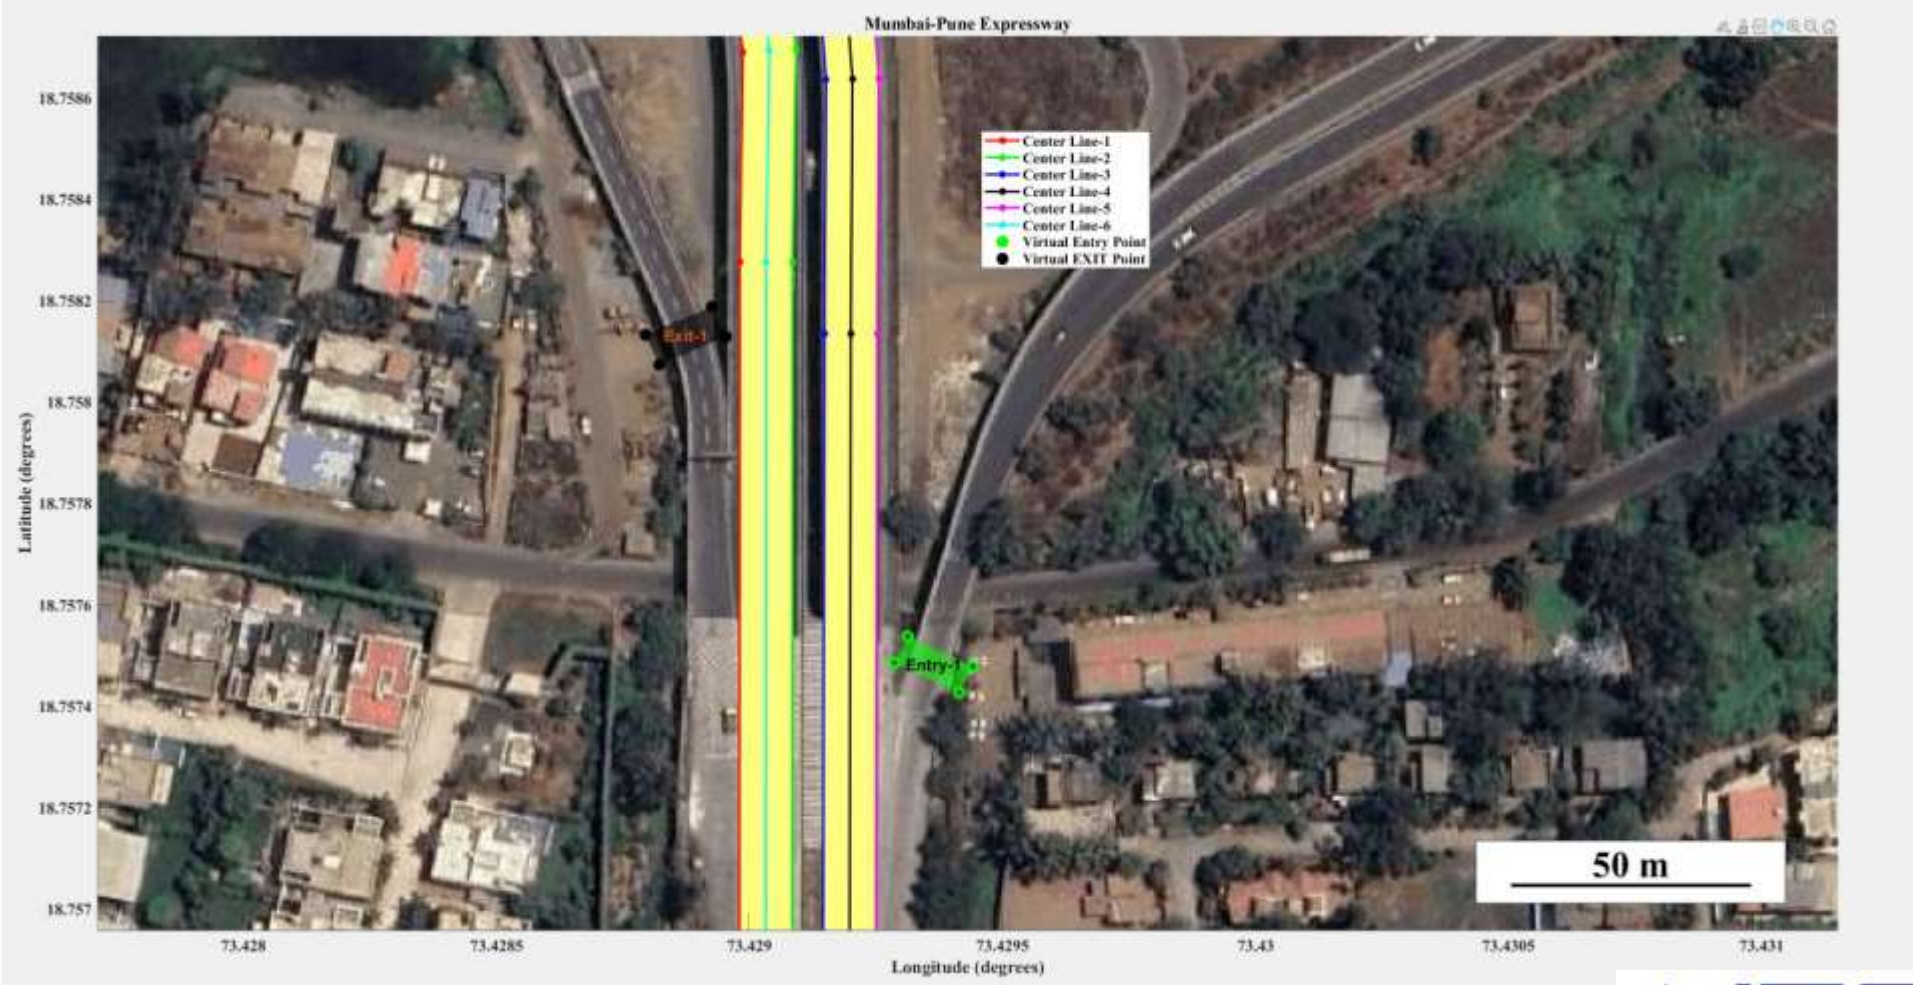 Mumbai-Pune Expressway
18.7586
18.7584
18.7582
18.758
18.7578
18.7576
18.7574
18.7572
18.757
Latitude (degrees)
Center Line-1
Center Line-2
Center Line-3
Center Line-4
Center Line-5
Center Line-6
Virtual Entry Point
Virtual EXIT Point
Exit-1
Entry-1
50 m
73.428
73.4285
73.429
73.4295
73.43
73.4305
73.431
Longitude (degrees)